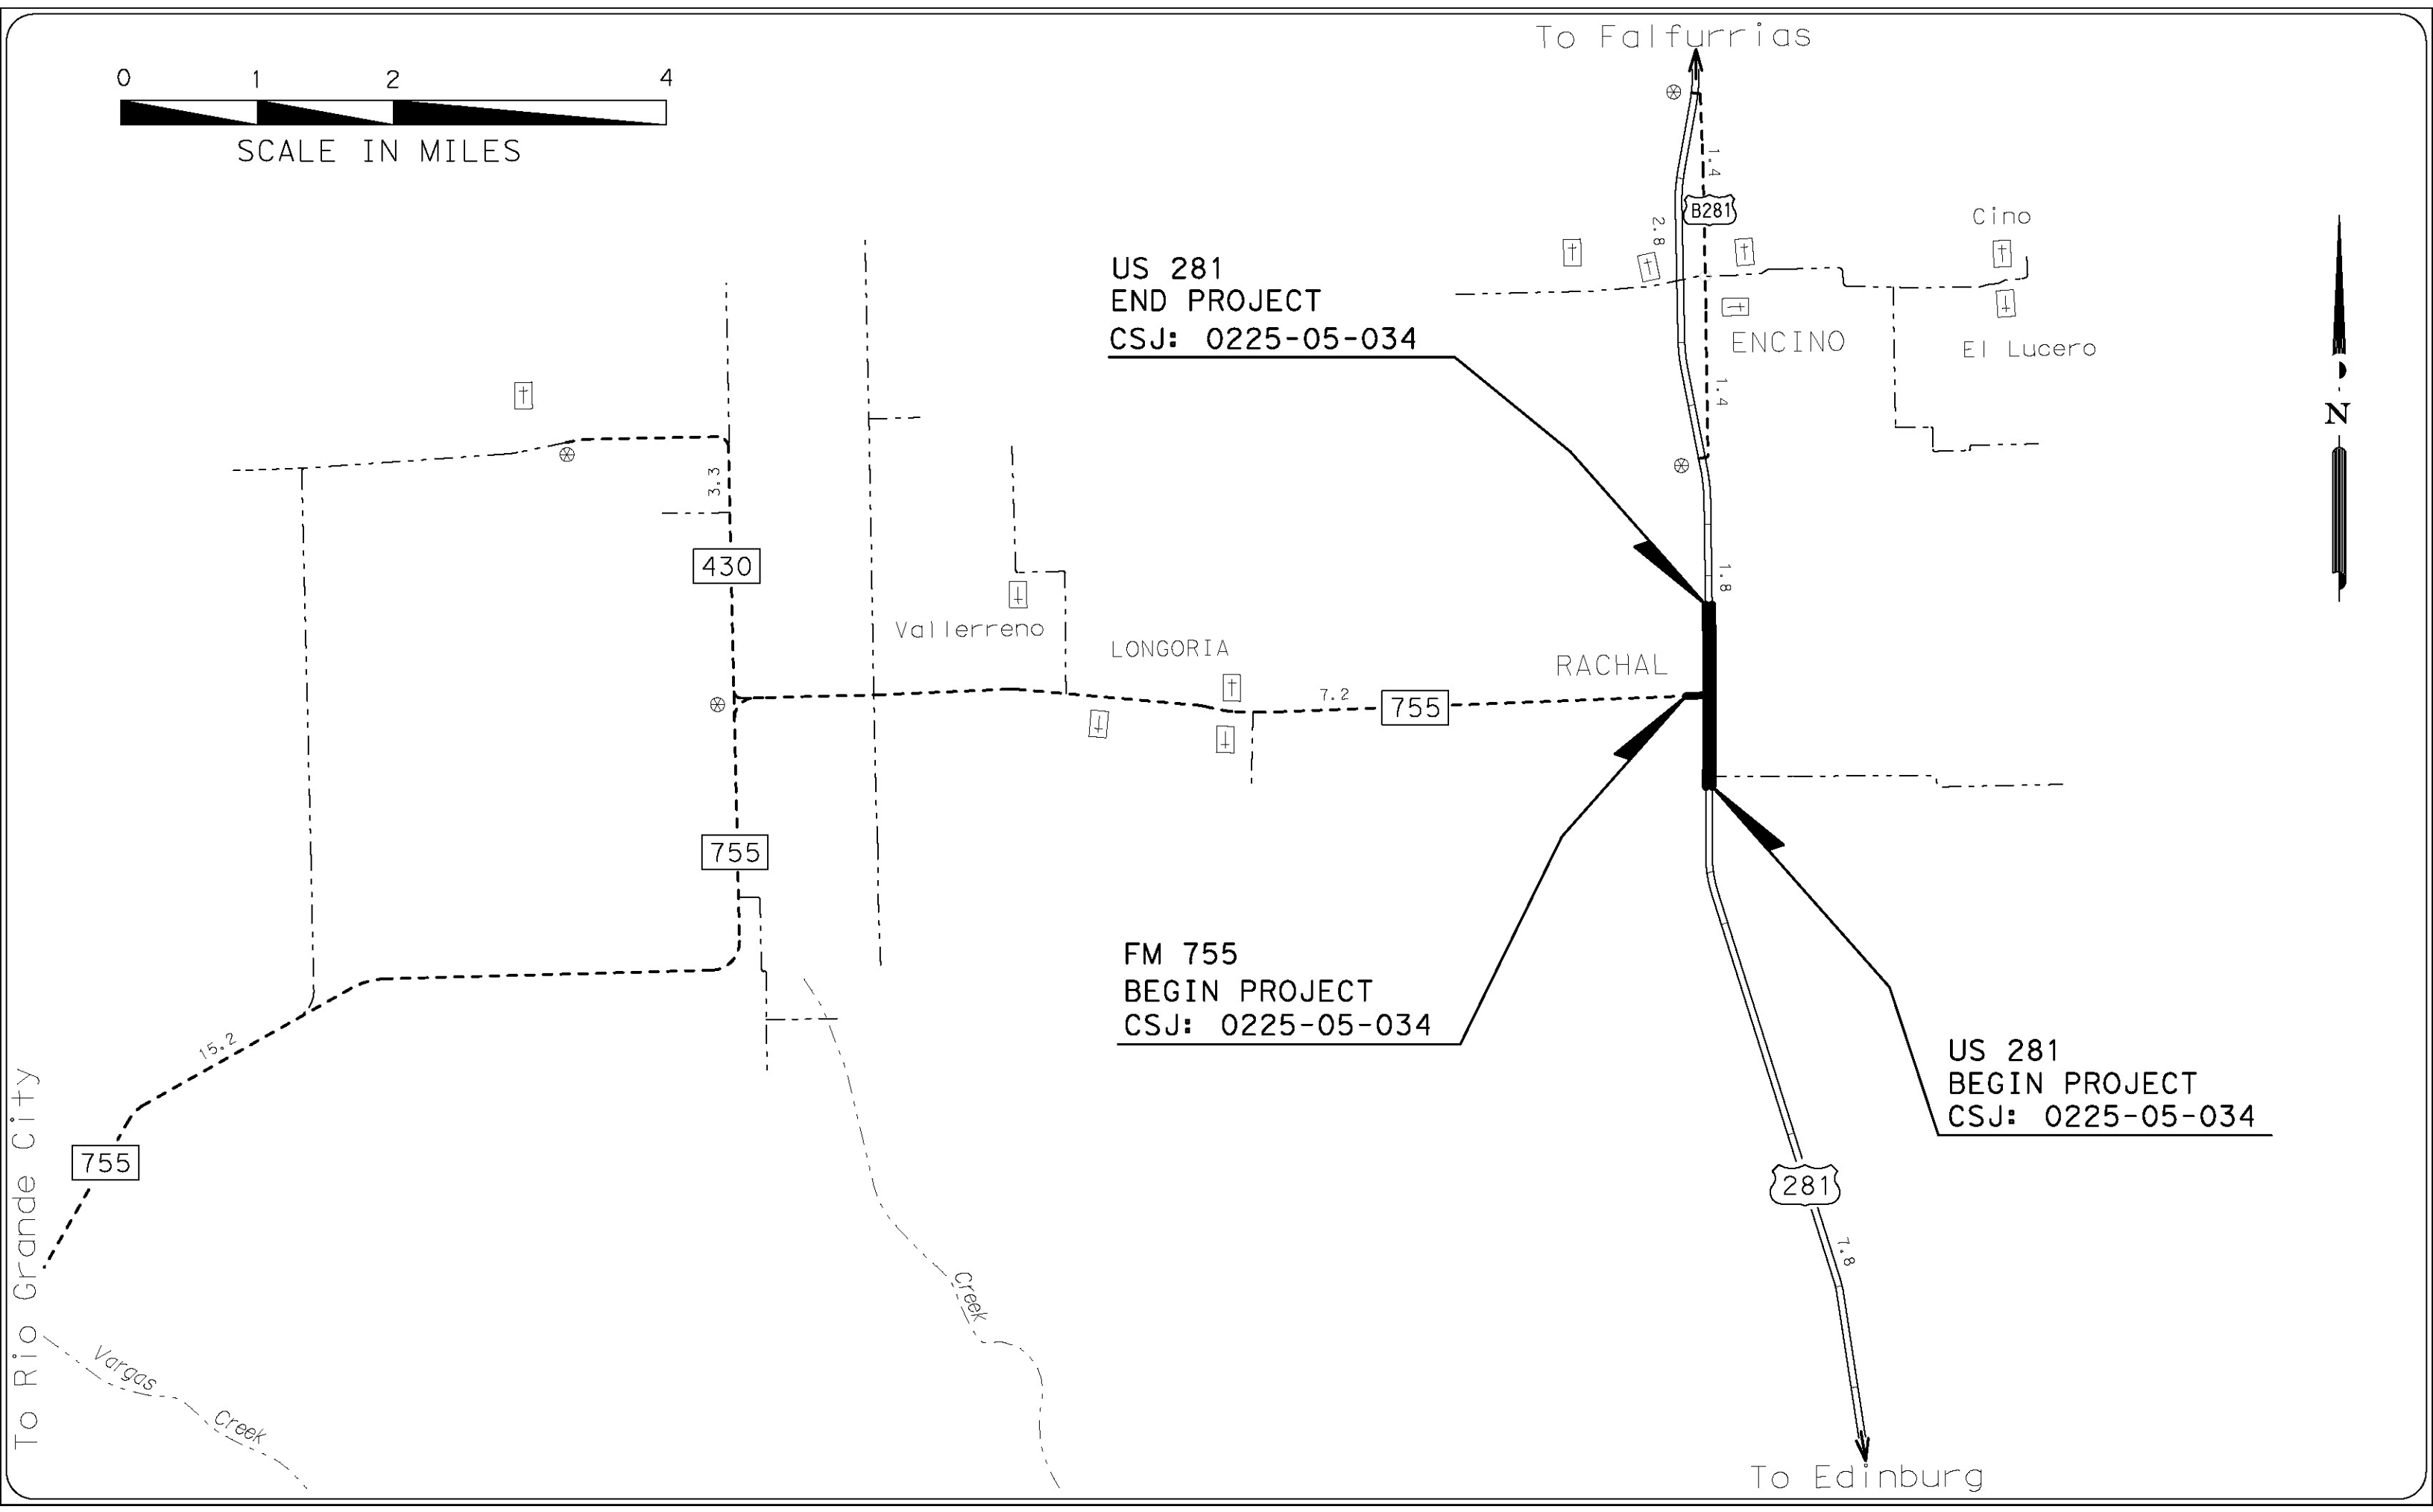 To Falfurrias
0 1 2 4
SCALE IN MILES
1.4
B281
2.8
Cino
US 281
END PROJECT
CSJ: 0225-05-034
ENCINO
El Lucero
1.4
N
3.3
430
1.8
Vallerreno
LONGORIA
RACHAL
7.2
755
755
FM 755
BEGIN PROJECT
CSJ: 0225-05-034
US 281
BEGIN PROJECT
CSJ: 0225-05-034
15.2
755
To Rio Grande City
281
7.8
Creek
Vargas
Creek
To Edinburg